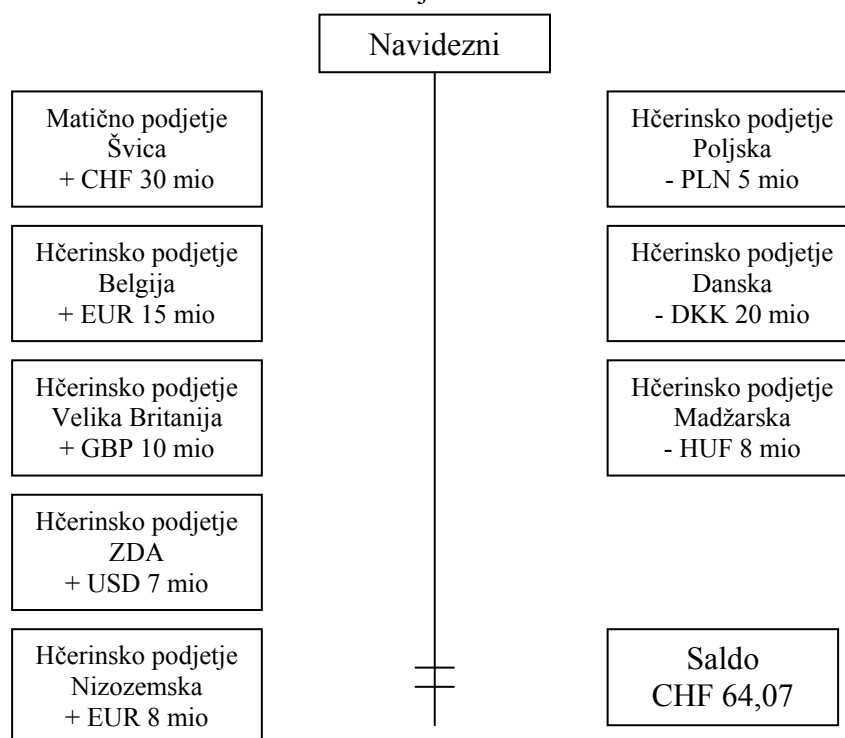 Navidezni
Matično podjetje
Švica
+ CHF 30 mio
Hčerinsko podjetje
Belgija
+ EUR 15 mio
Hčerinsko podjetje
Velika Britanija
+ GBP 10 mio
Hčerinsko podjetje
ZDA
+ USD 7 mio
Hčerinsko podjetje
Nizozemska
+ EUR 8 mio
Hčerinsko podjetje
Poljska
- PLN 5 mio
Hčerinsko podjetje
Danska
- DKK 20 mio
Hčerinsko podjetje
Madžarska
- HUF 8 mio
Saldo
CHF 64,07